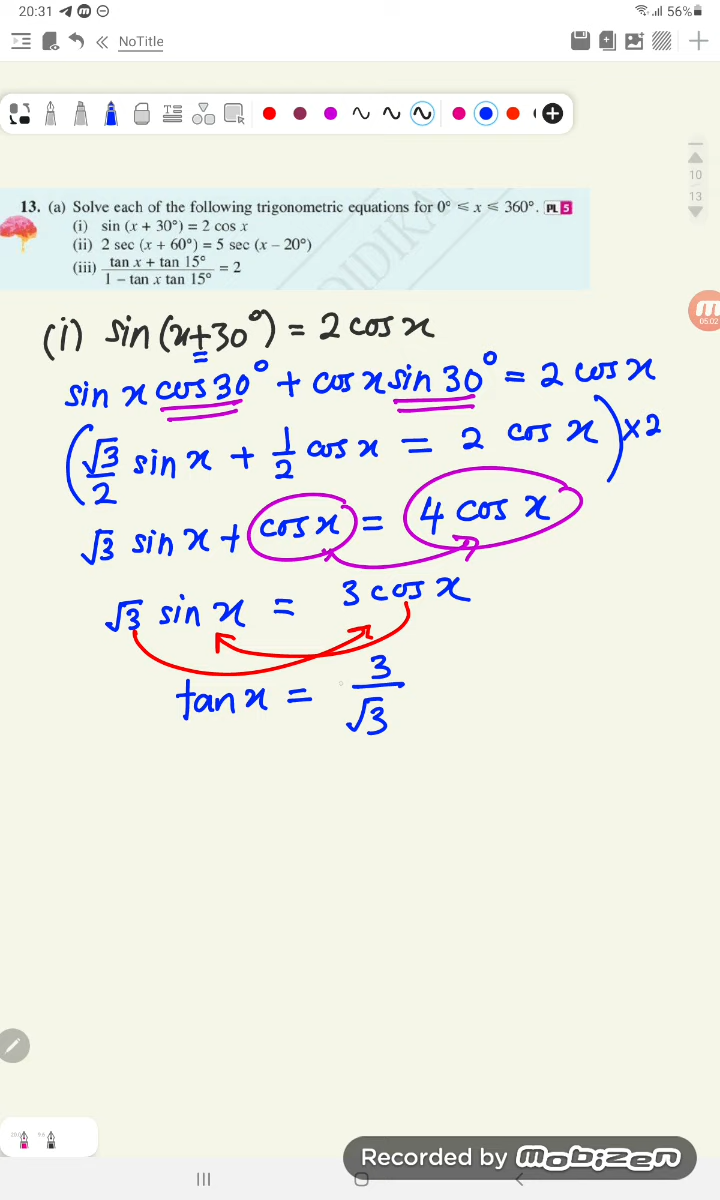 20:31 56%
NoTitle
10
13
13. (a) Solve each of the following trigonometric equations for 0° ⩽ x ⩽ 360°. PL 5
(i) sin (x + 30°) = 2 cos x
(ii) 2 sec (x + 60°) = 5 sec (x – 20°)
(iii) (tan x + tan 15°)/(1 – tan x tan 15°) = 2
05:02
(i) sin(x+30°) = 2 cos x
sin x cos 30° + cos x sin 30° = 2 cos x
(√3/2 sin x + 1/2 cos x = 2 cos x) ×2
√3 sin x + cos x = 4 cos x
√3 sin x = 3 cos x
tan x = 3/√3
Recorded by mobizen